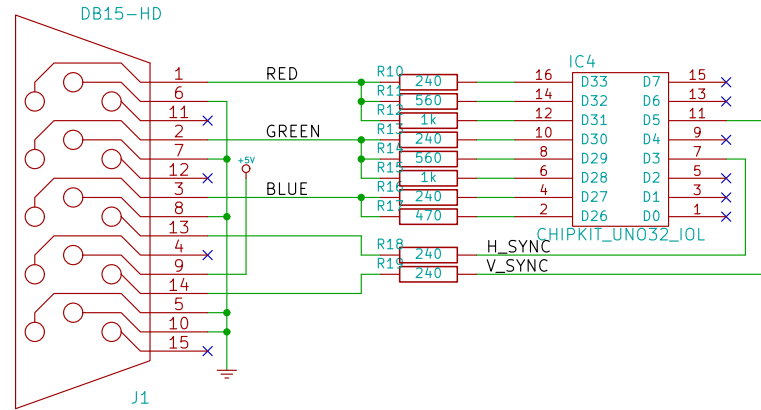 DB15-HD
1
6
11
2
7
12
3
8
13
4
9
14
5
10
15
J1
+5V
RED
GREEN
BLUE
R10 240
R11 560
R12 1k
R13 240
R14 560
R15 1k
R16 240
R17 470
R18 240
R19 240
H_SYNC
V_SYNC
IC4
16 D33 D7 15
14 D32 D6 13
12 D31 D5 11
10 D30 D4 9
8 D29 D3 7
6 D28 D2 5
4 D27 D1 3
2 D26 D0 1
CHIPKIT_UNO32_IOL